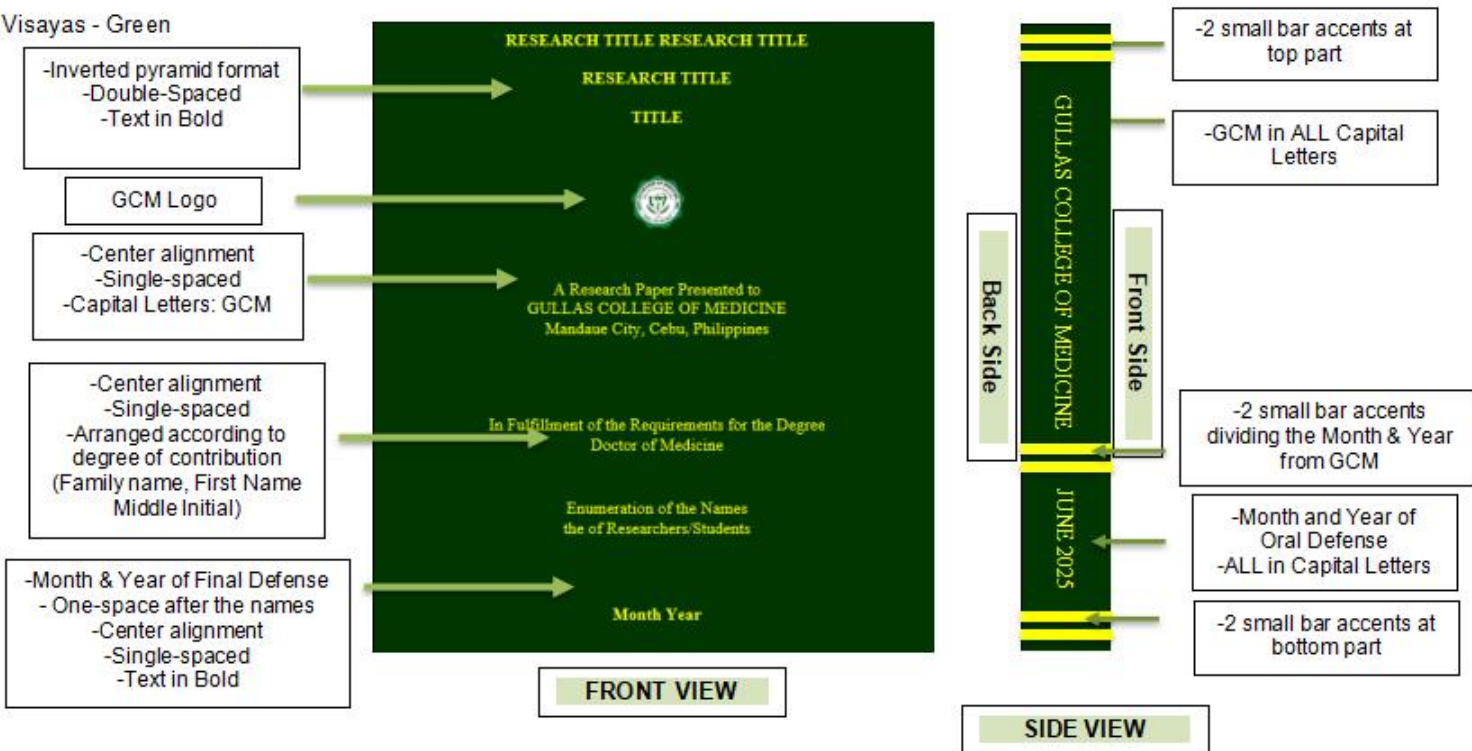 Visayas - Green
-Inverted pyramid format
-Double-Spaced
-Text in Bold
GCM Logo
-Center alignment
-Single-spaced
-Capital Letters: GCM
-Center alignment
-Single-spaced
-Arranged according to
degree of contribution
(Family name, First Name
Middle Initial)
-Month & Year of Final Defense
- One-space after the names
-Center alignment
-Single-spaced
-Text in Bold
RESEARCH TITLE RESEARCH TITLE
RESEARCH TITLE
TITLE
A Research Paper Presented to
GULLAS COLLEGE OF MEDICINE
Mandaue City, Cebu, Philippines
In Fulfillment of the Requirements for the Degree
Doctor of Medicine
Enumeration of the Names
the of Researchers/Students
Month Year
FRONT VIEW
Back Side
GULLAS COLLEGE OF MEDICINE
JUNE 2025
Front Side
SIDE VIEW
-2 small bar accents at
top part
-GCM in ALL Capital
Letters
-2 small bar accents
dividing the Month & Year
from GCM
-Month and Year of
Oral Defense
-ALL in Capital Letters
-2 small bar accents at
bottom part